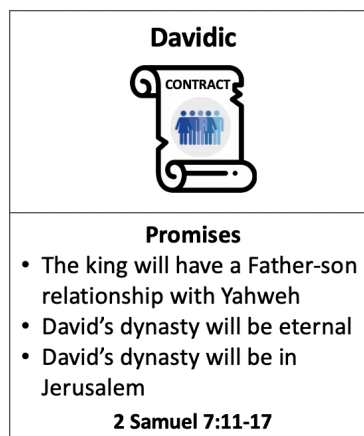 Davidic
CONTRACT
Promises
• The king will have a Father-son
relationship with Yahweh
• David’s dynasty will be eternal
• David’s dynasty will be in
Jerusalem
2 Samuel 7:11-17